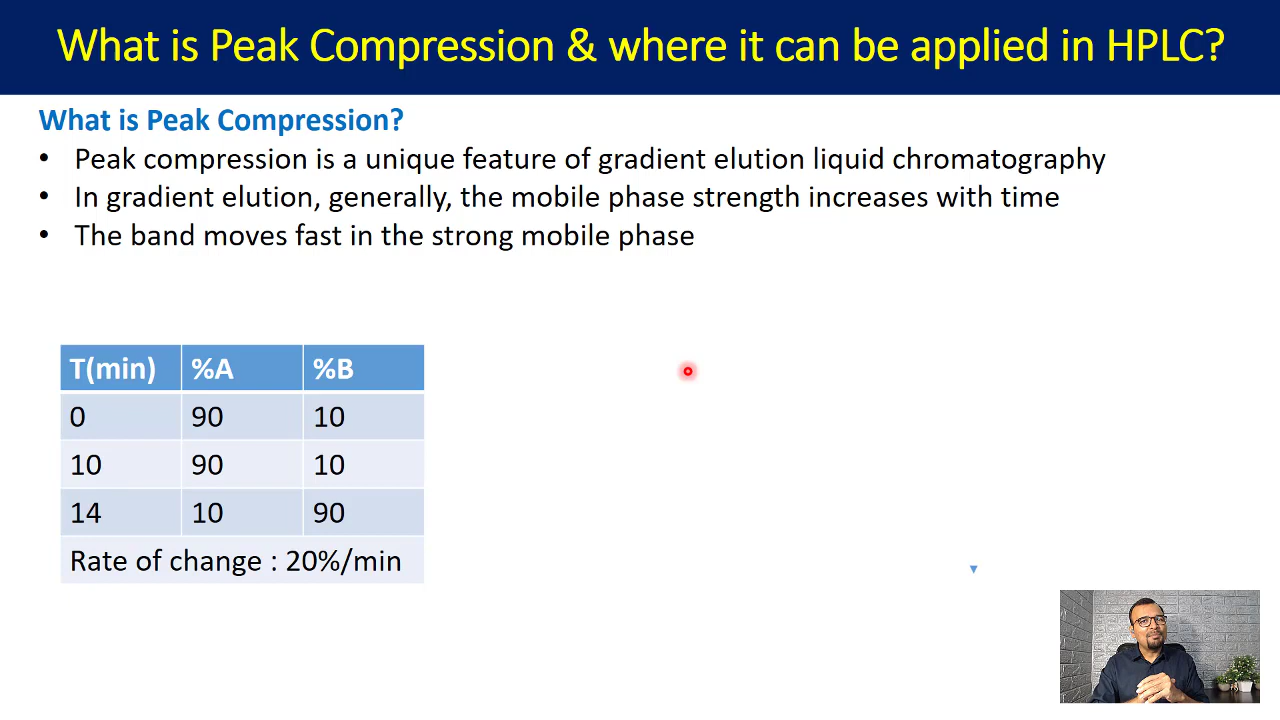 What is Peak Compression & where it can be applied in HPLC?
What is Peak Compression?
• Peak compression is a unique feature of gradient elution liquid chromatography
• In gradient elution, generally, the mobile phase strength increases with time
• The band moves fast in the strong mobile phase
T(min) %A %B
0 90 10
10 90 10
14 10 90
Rate of change : 20%/min